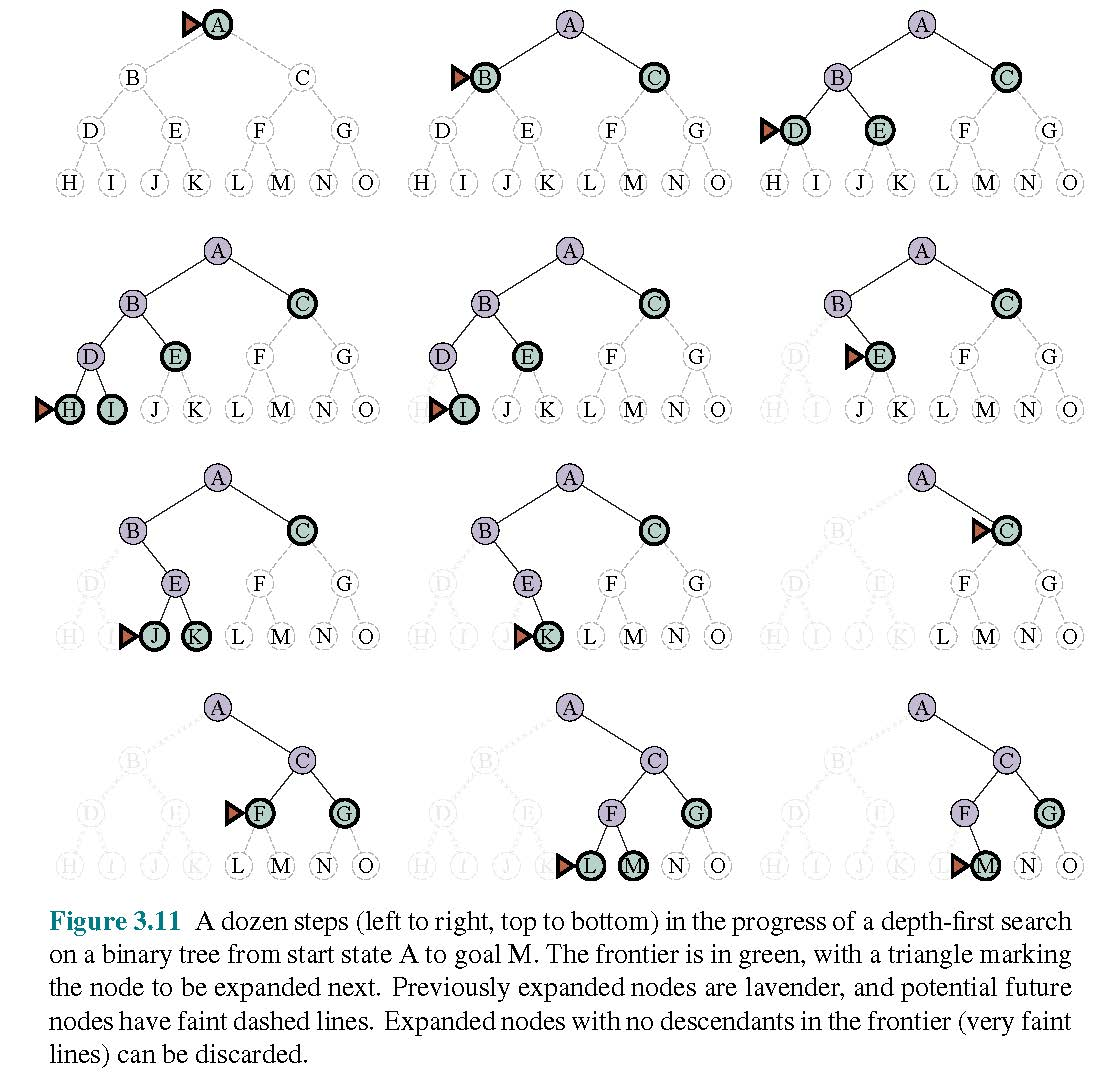 A
B C
D E F G
H I J K L M N O
A
B C
D E F G
H I J K L M N O
A
B C
D E F G
H I J K L M N O
A
B C
D E F G
H I J K L M N O
A
B C
D E F G
H I J K L M N O
A
B C
D E F G
H I J K L M N O
A
B C
D E F G
H I J K L M N O
A
B C
D E F G
H I J K L M N O
A
B C
D E F G
H I J K L M N O
A
B C
D E F G
H I J K L M N O
A
B C
D E F G
H I J K L M N O
A
B C
D E F G
H I J K L M N O
Figure 3.11 A dozen steps (left to right, top to bottom) in the progress of a depth-first search
on a binary tree from start state A to goal M. The frontier is in green, with a triangle marking
the node to be expanded next. Previously expanded nodes are lavender, and potential future
nodes have faint dashed lines. Expanded nodes with no descendants in the frontier (very faint
lines) can be discarded.